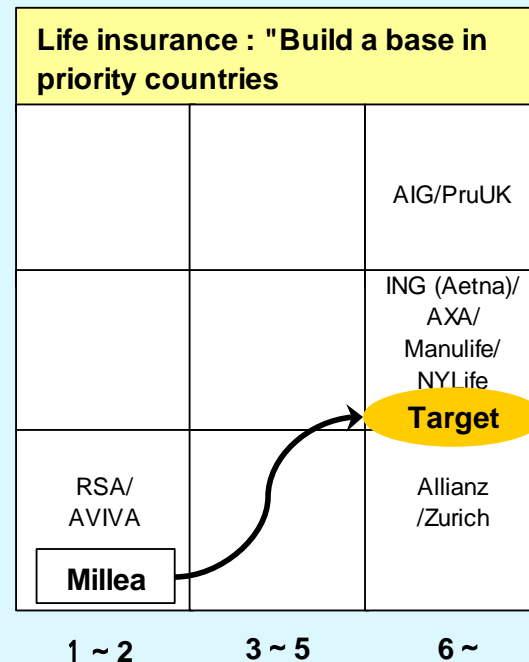 Life insurance : "Build a base in
priority countries
AIG/PruUK
ING (Aetna)/
AXA/
Manulife/
NYLife
Target
RSA/
AVIVA
Allianz
/Zurich
Millea
1 ~ 2
3 ~ 5
6 ~